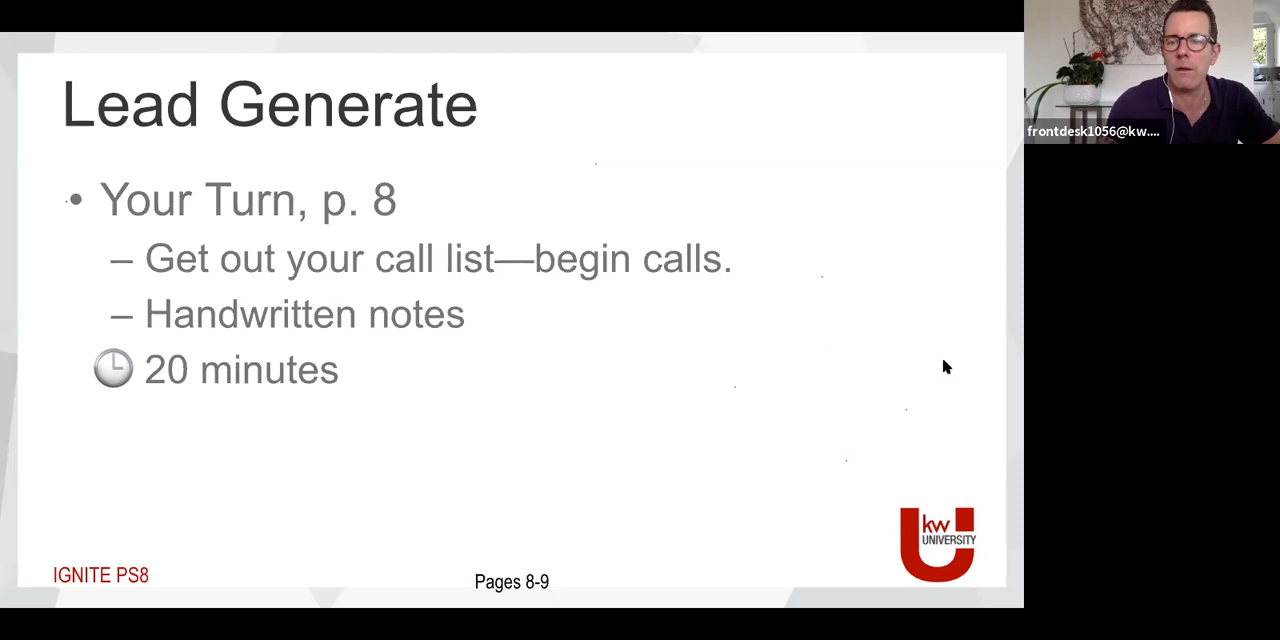 Lead Generate
• Your Turn, p. 8
– Get out your call list—begin calls.
– Handwritten notes
20 minutes
kw
UNIVERSITY
IGNITE PS8
Pages 8-9
frontdesk1056@kw....